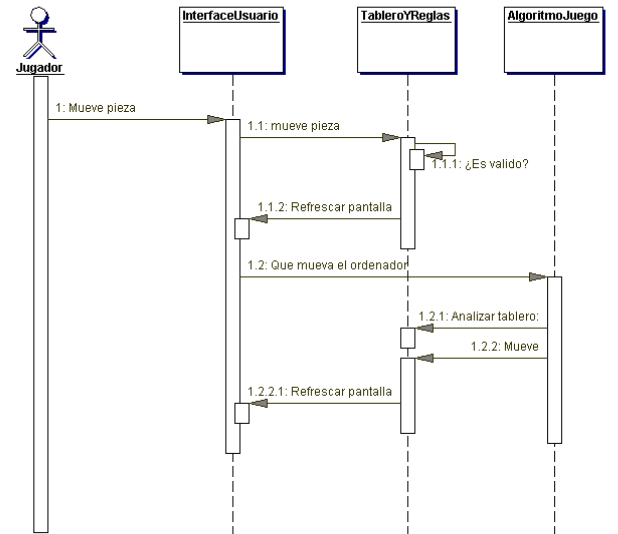 InterfaceUsuario
TableroYReglas
AlgoritmoJuego
Jugador
1: Mueve pieza
1.1: mueve pieza
1.1.1: ¿Es valido?
1.1.2: Refrescar pantalla
1.2: Que mueva el ordenador
1.2.1: Analizar tablero:
1.2.2: Mueve
1.2.2.1: Refrescar pantalla